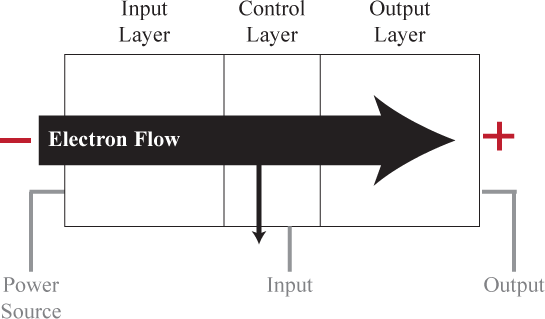 Input
Layer
Control
Layer
Output
Layer
Electron Flow
Power
Source
Input
Output